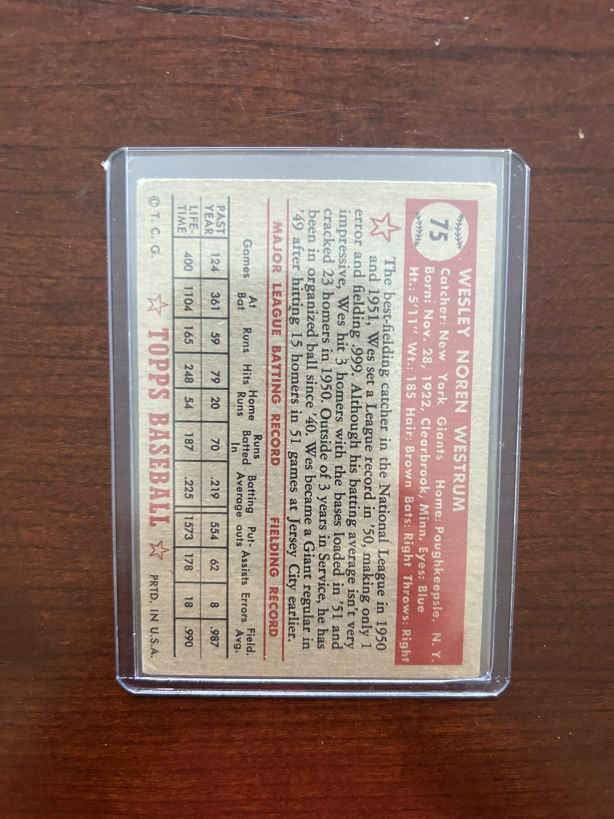 75
WESLEY NOREN WESTRUM
Catcher: New York Giants Home: Poughkeepsie, N. Y.
Born: Nov. 28, 1922, Clearbrook, Minn. Eyes: Blue
Ht.: 5'11" Wt.: 185 Hair: Brown Bats: Right Throws: Right
The best-fielding catcher in the National League in 1950
and 1951, Wes set a League record in '50, making only 1
error and fielding .999. Although his batting average isn't very
impressive, Wes hit 3 homers with the bases loaded in '51 and
cracked 23 homers in 1950. Outside of 3 years in Service, he has
been in organized ball since '40. Wes became a Giant regular in
'49 after hitting 15 homers in 51 games at Jersey City earlier.
MAJOR LEAGUE BATTING RECORD FIELDING RECORD
Games At Bat Runs Hits Home Runs Runs Batted In Batting Average Put-outs Assists Errors Field. Avg.
PAST YEAR 124 361 59 79 20 70 .219 554 62 8 .987
LIFE-TIME 400 1104 165 248 54 187 .225 1573 178 18 .990
© T. C. G. TOPPS BASEBALL PRTD. IN U.S.A.